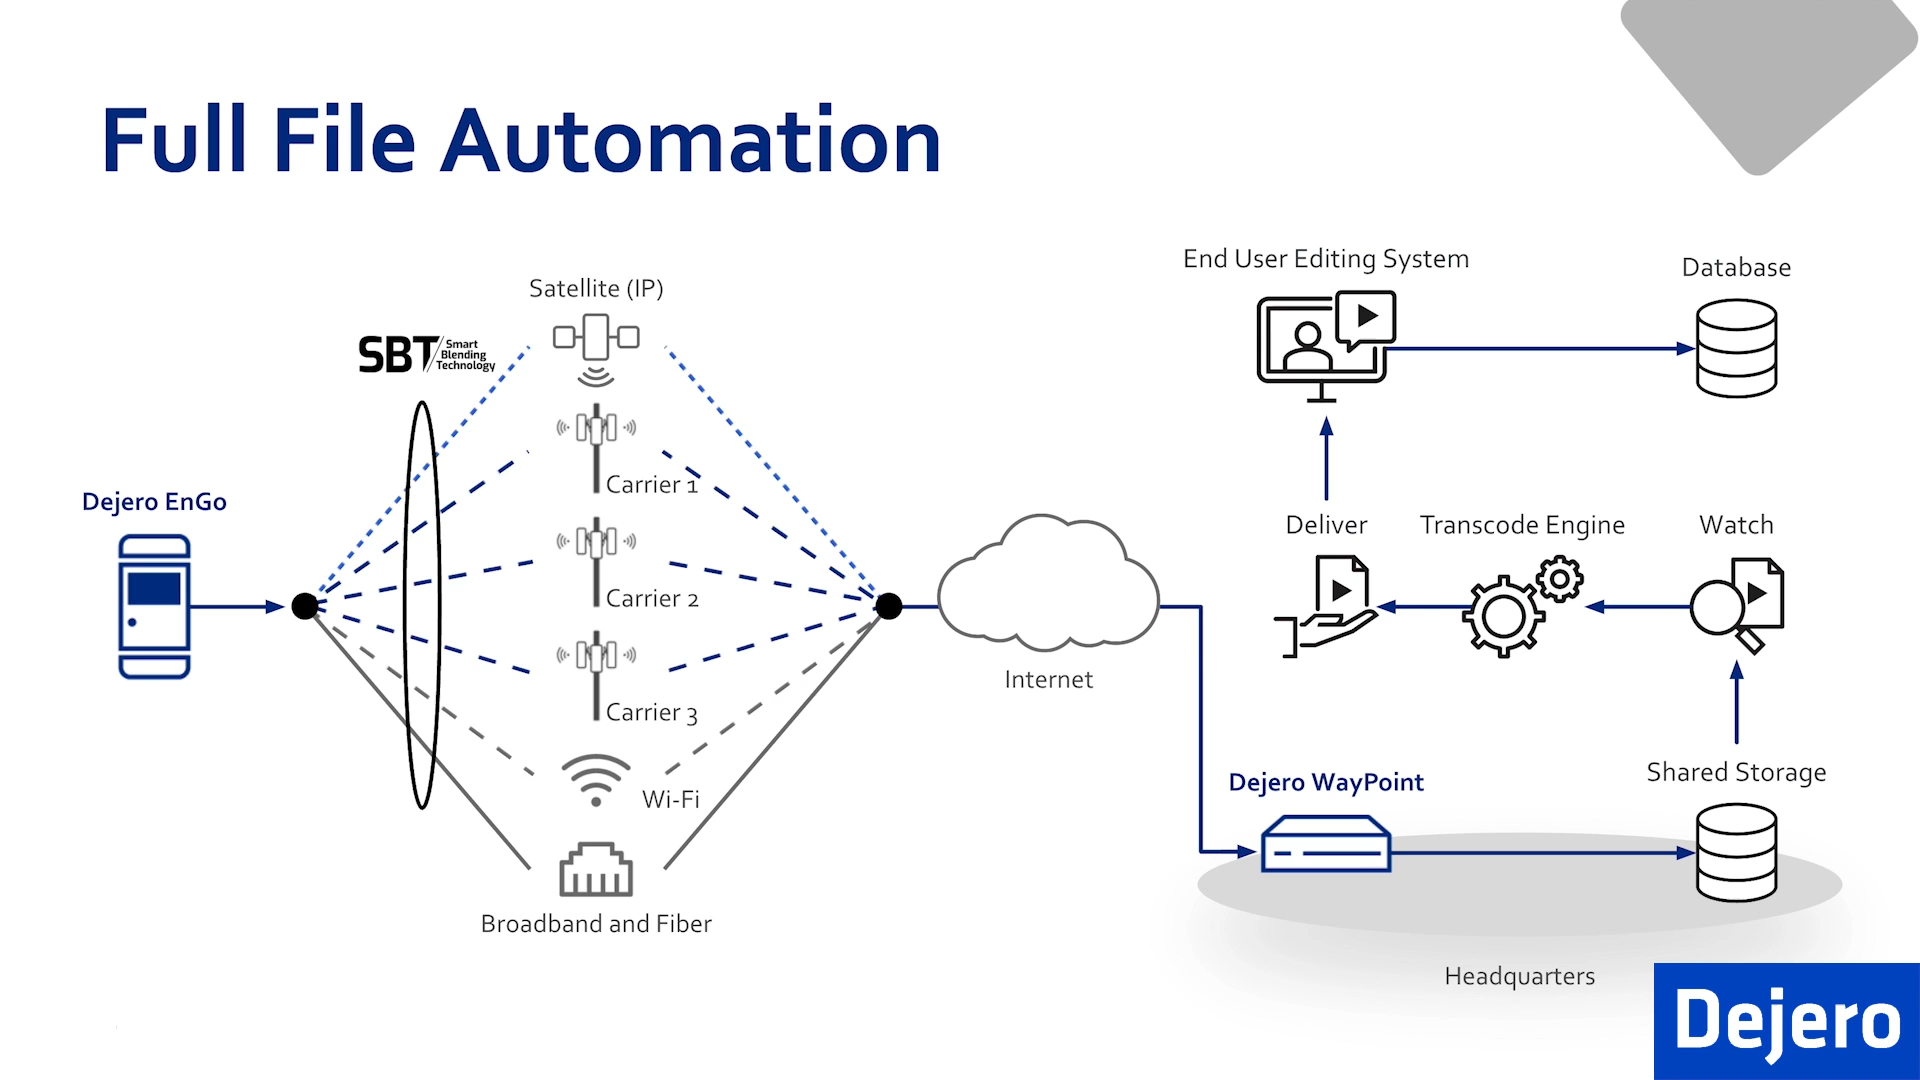 Full File Automation
Satellite (IP)
SBT Smart
Blending
Technology
Carrier 1
Dejero EnGo
Carrier 2
Carrier 3
Wi-Fi
Broadband and Fiber
Internet
End User Editing System
Database
Deliver
Transcode Engine
Watch
Dejero WayPoint
Shared Storage
Headquarters
Dejero